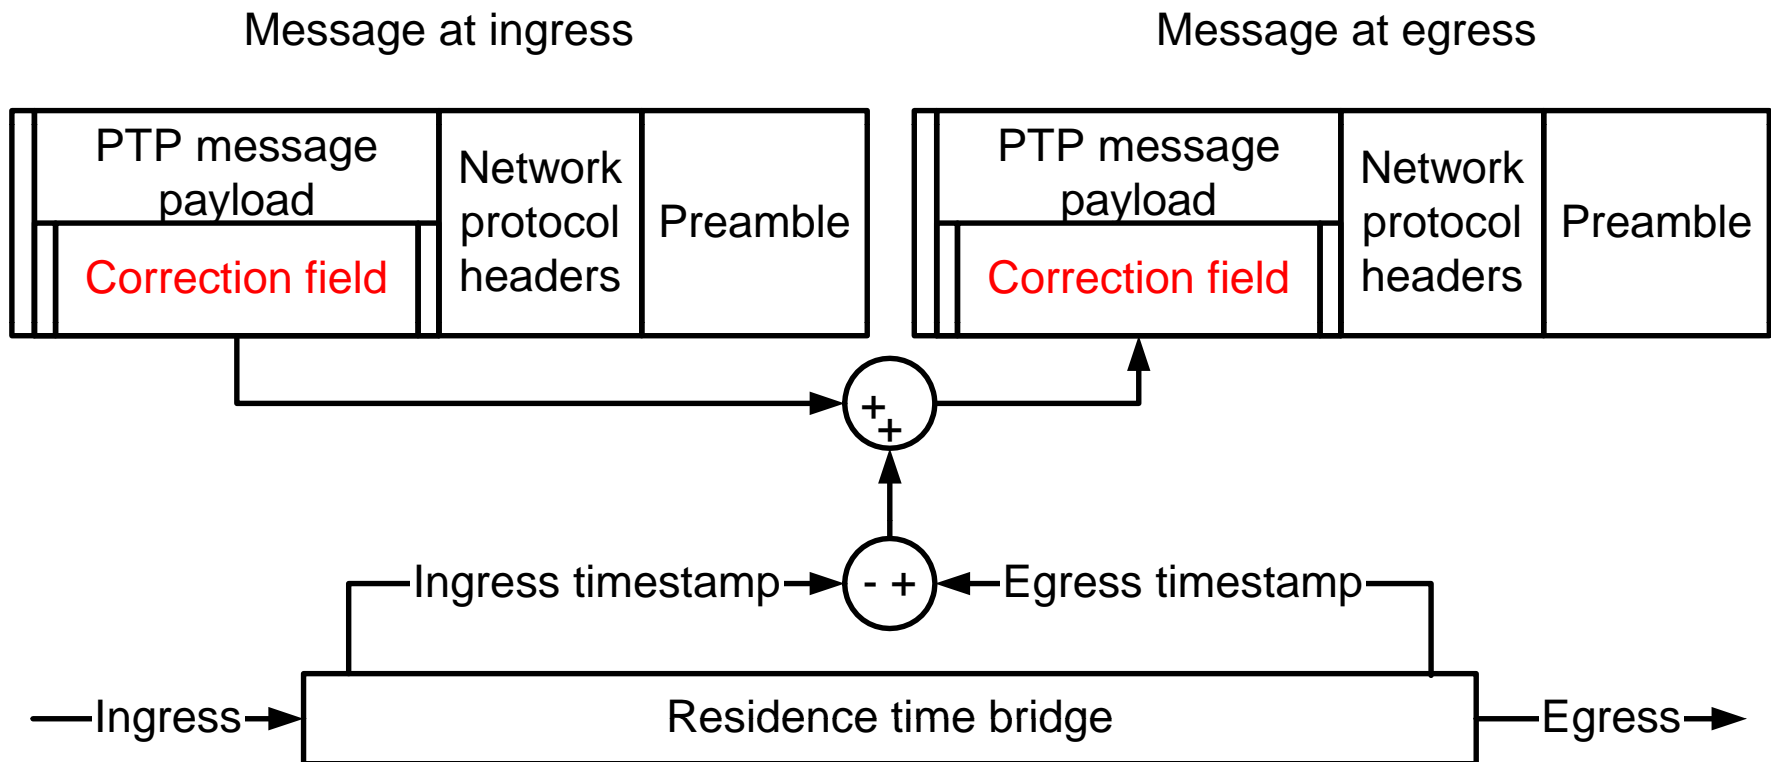 Message at ingress
Message at egress
PTP message
payload
Correction field
Network
protocol
headers
Preamble
PTP message
payload
Correction field
Network
protocol
headers
Preamble
+
+
Ingress timestamp
- +
Egress timestamp
Ingress
Residence time bridge
Egress